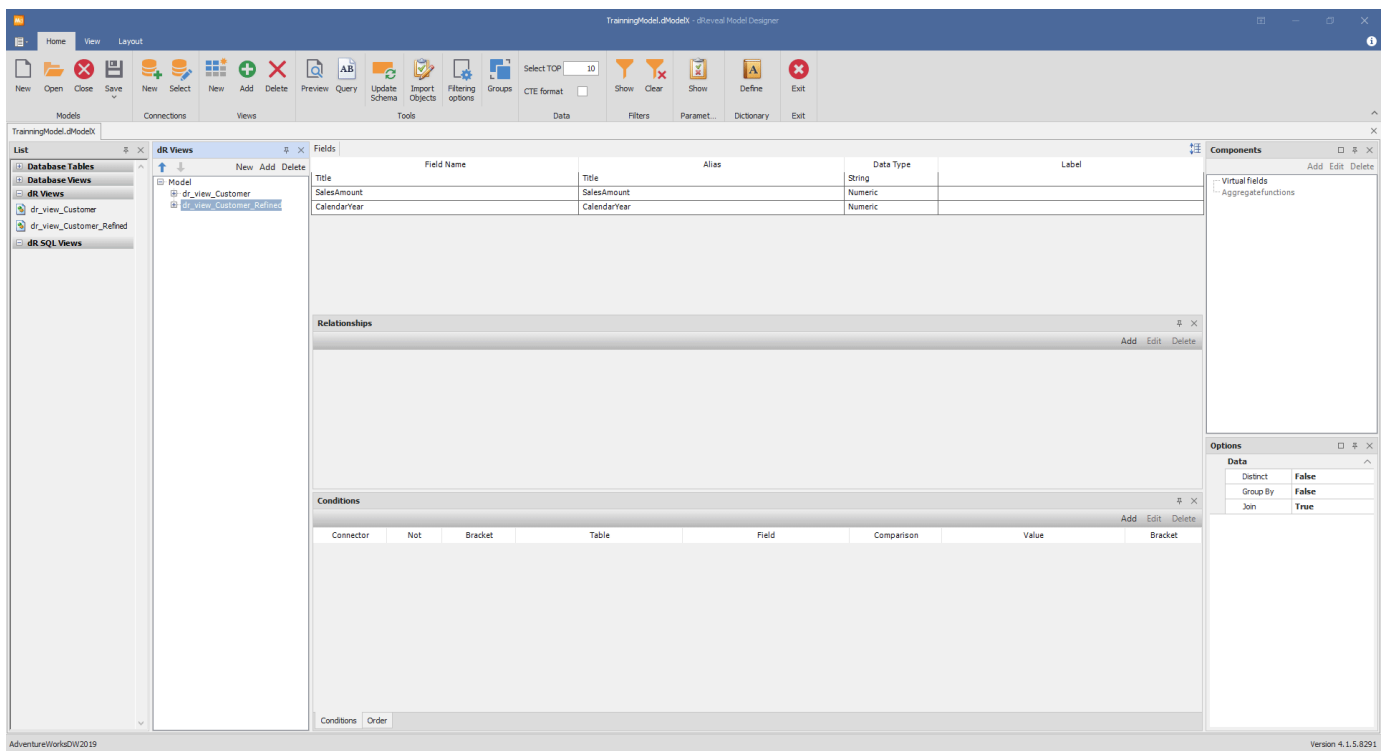 TrainningModel.dModelX - dReveal Model Designer
Home View Layout
New Open Close Save New Select New Add Delete Preview Query Update Schema Import Objects Filtering options Groups Select TOP 10 CTE format Show Clear Show Define Exit
Models Connections Views Tools Data Filters Paramet... Dictionary Exit
TrainningModel.dModelX
List
Database Tables
Database Views
dR Views
dr_view_Customer
dr_view_Customer_Refined
dR SQL Views
dR Views
New Add Delete
Model
dr_view_Customer
dr_view_Customer_Refined
Fields
Field Name Alias Data Type Label
Title Title String
SalesAmount SalesAmount Numeric
CalendarYear CalendarYear Numeric
Relationships
Add Edit Delete
Conditions
Add Edit Delete
Connector Not Bracket Table Field Comparison Value Bracket
Conditions Order
Components
Add Edit Delete
Virtual fields
Aggregatefunctions
Options
Data
Distinct False
Group By False
Join True
AdventureWorksDW2019
Version 4.1.5.8291